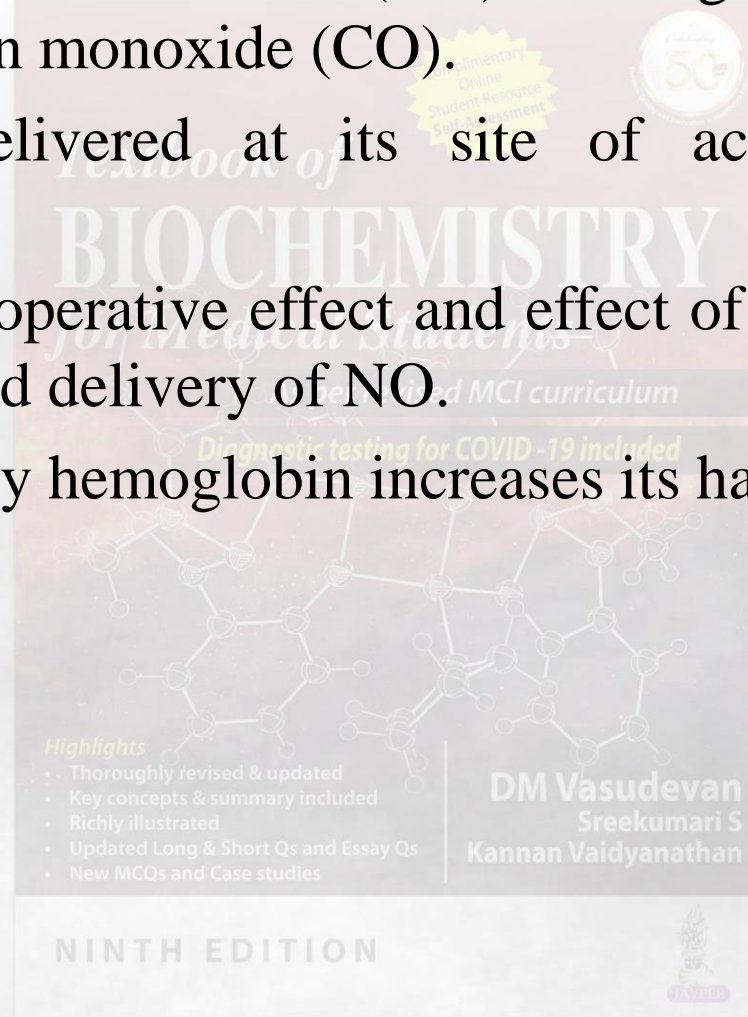 n monoxide (CO).
Complimentary
Online
Student Resource
Self-Assessment
50
elivered at its site of ac
Textbook of
BIOCHEMISTRY
operative effect and effect of
for Medical Students
d delivery of NO.
sed MCI curriculum
Diagnostic testing for COVID -19 included
y hemoglobin increases its ha
Highlights
• Thoroughly revised & updated
• Key concepts & summary included
• Richly illustrated
• Updated Long & Short Qs and Essay Qs
• New MCQs and Case studies
DM Vasudevan
Sreekumari S
Kannan Vaidyanathan
NINTH EDITION
JAYPEE